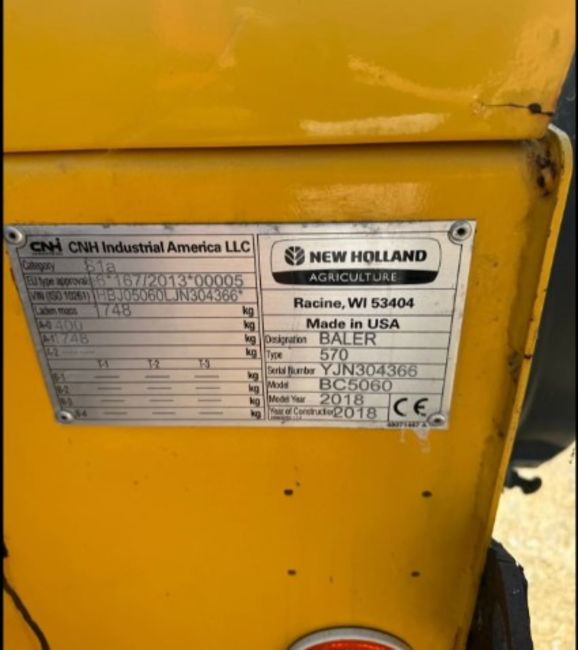 CNH CNH Industrial America LLC
Category S1a
EU type approval 167/2013*00005
VIN (ISO 10261) HBJ05060LJN304366*
Laden mass 1748 kg
A-0 400 kg
A-1 748 kg
A-2 kg
T-1 T-2 T-3
B-1 kg
B-2 kg
B-3 kg
B-4 kg
NEW HOLLAND
AGRICULTURE
Racine, WI 53404
Made in USA
Designation BALER
Type 570
Serial Number YJN304366
Model BC5060
Model Year 2018
Year of Construction 2018
CE